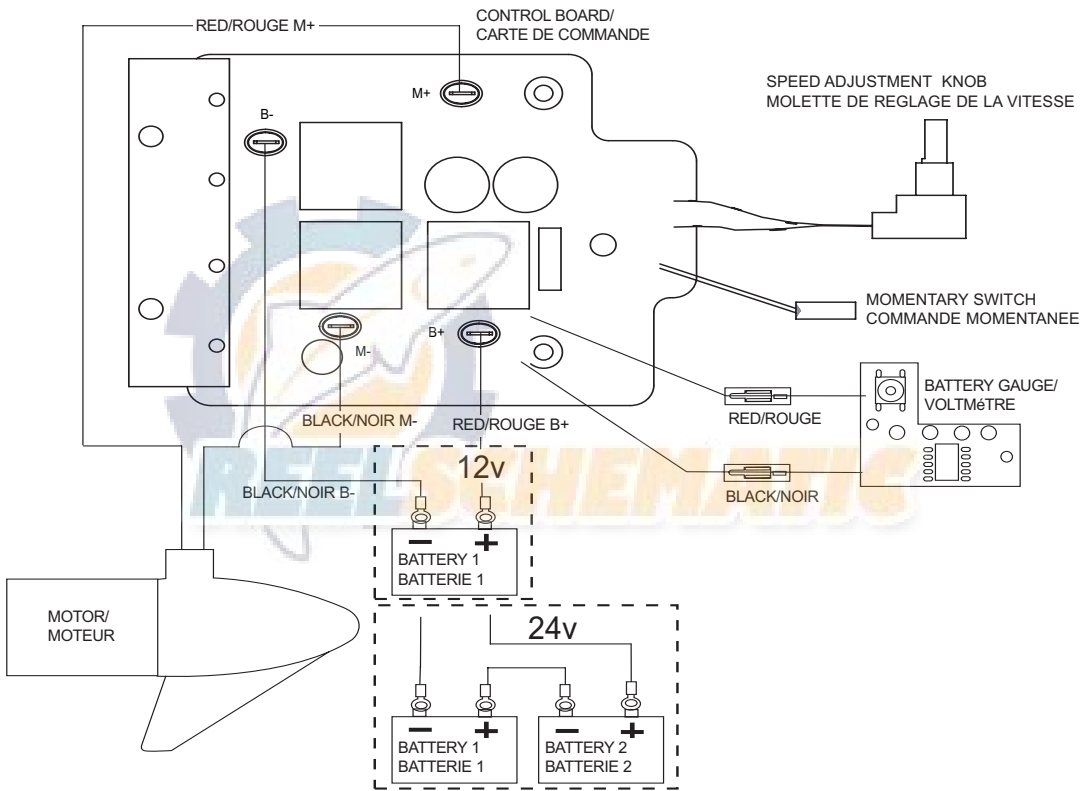 RED/ROUGE M+
CONTROL BOARD/
CARTE DE COMMANDE
SPEED ADJUSTMENT KNOB
MOLETTE DE REGLAGE DE LA VITESSE
M+
B-
MOMENTARY SWITCH
COMMANDE MOMENTANEE
B+
M-
BATTERY GAUGE/
VOLTMéTRE
RED/ROUGE
BLACK/NOIR M-
RED/ROUGE B+
REELSCHEMATIC
12v
BLACK/NOIR B-
BLACK/NOIR
BATTERY 1
BATTERIE 1
MOTOR/
MOTEUR
24v
BATTERY 1
BATTERIE 1
BATTERY 2
BATTERIE 2